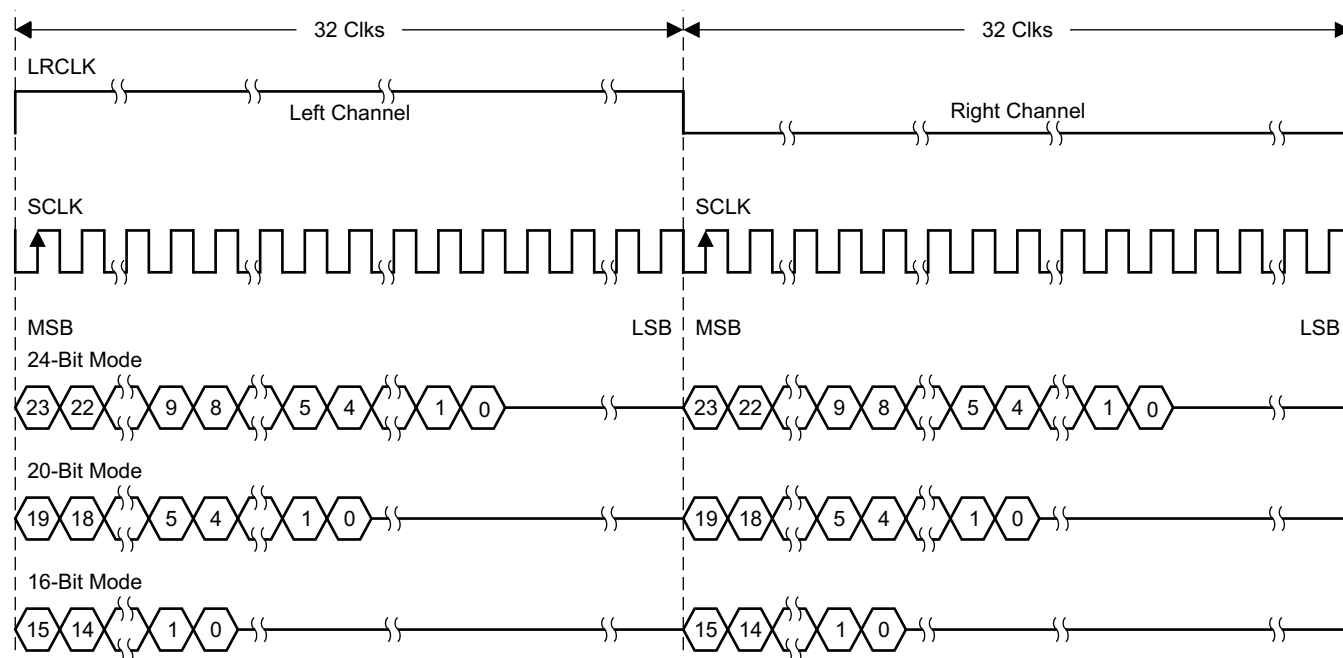 32 Clks 32 Clks
LRCLK
Left Channel Right Channel
SCLK SCLK
MSB LSB MSB LSB
24-Bit Mode
23 22 9 8 5 4 1 0 23 22 9 8 5 4 1 0
20-Bit Mode
19 18 5 4 1 0 19 18 5 4 1 0
16-Bit Mode
15 14 1 0 15 14 1 0